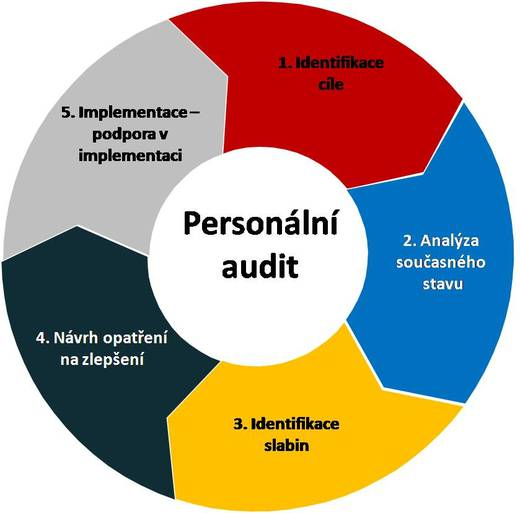 1. Identifikace
cíle
2. Analýza
současného
stavu
3. Identifikace
slabin
4. Návrh opatření
na zlepšení
5. Implementace –
podpora v
implementaci
Personální
audit